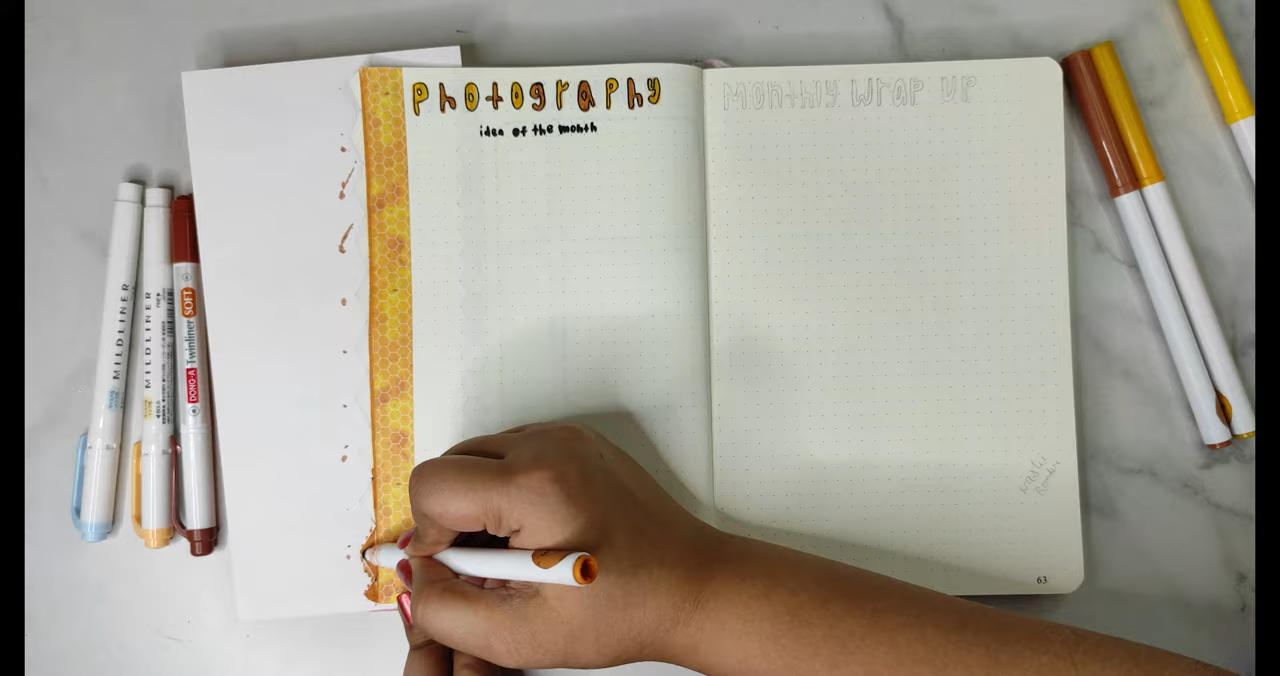 Photography
idea of the month
Monthly Wrap UP
MILDLINER
MILDLINER
DONG-A Twinliner SOFT
63